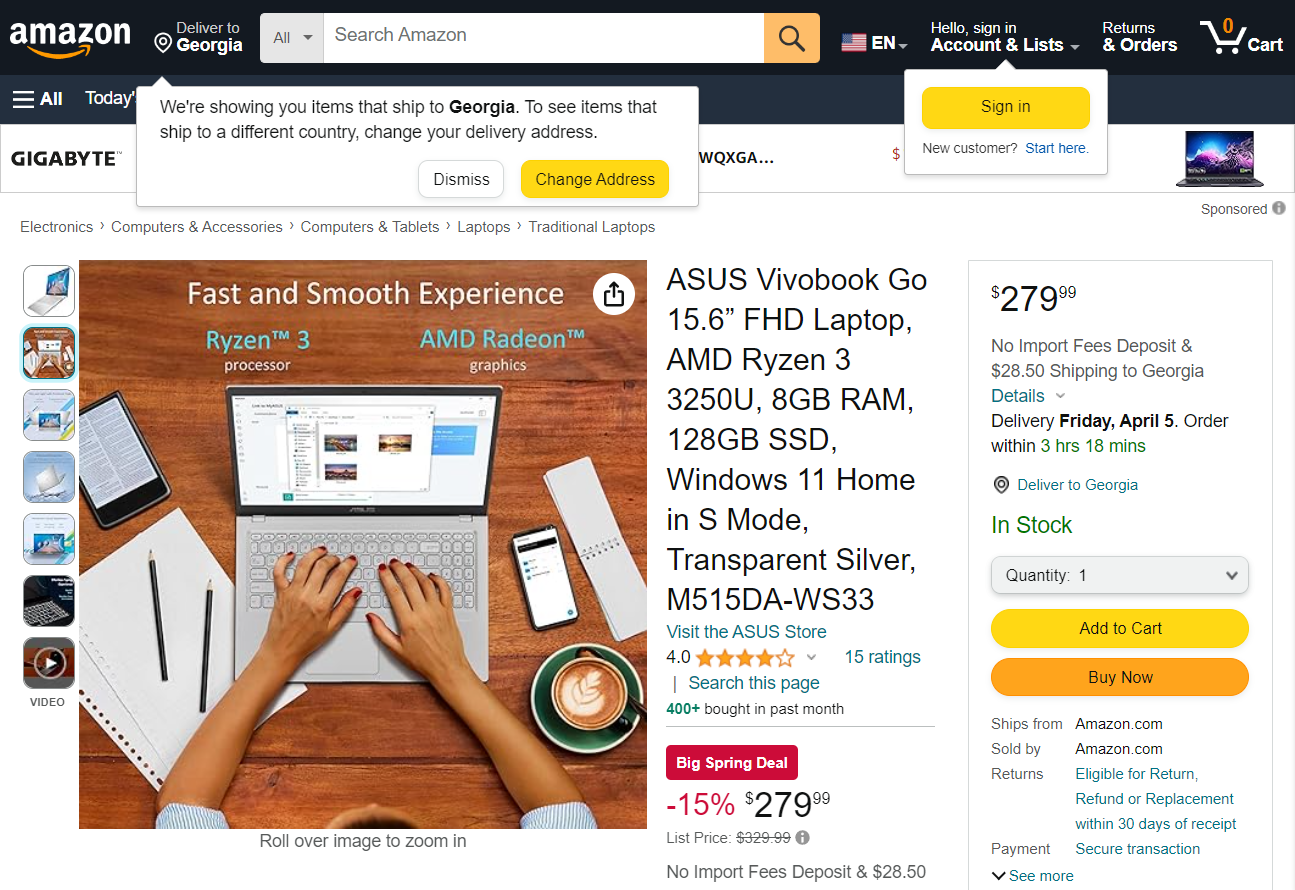 amazon
Deliver to
Georgia
All
Search Amazon
EN
Hello, sign in
Account & Lists
Returns
& Orders
0
Cart
All
Today'
We're showing you items that ship to Georgia. To see items that
ship to a different country, change your delivery address.
Dismiss
Change Address
Sign in
New customer? Start here.
GIGABYTE™
WQXGA...
$
Sponsored
Electronics › Computers & Accessories › Computers & Tablets › Laptops › Traditional Laptops
VIDEO
Fast and Smooth Experience
Ryzen™ 3
processor
AMD Radeon™
graphics
ASUS
Roll over image to zoom in
ASUS Vivobook Go
15.6” FHD Laptop,
AMD Ryzen 3
3250U, 8GB RAM,
128GB SSD,
Windows 11 Home
in S Mode,
Transparent Silver,
M515DA-WS33
Visit the ASUS Store
4.0
15 ratings
| Search this page
400+ bought in past month
Big Spring Deal
-15% $27999
List Price: $329.99
No Import Fees Deposit & $28.50
$27999
No Import Fees Deposit &
$28.50 Shipping to Georgia
Details
Delivery Friday, April 5. Order
within 3 hrs 18 mins
Deliver to Georgia
In Stock
Quantity: 1
Add to Cart
Buy Now
Ships from Amazon.com
Sold by Amazon.com
Returns Eligible for Return,
Refund or Replacement
within 30 days of receipt
Payment Secure transaction
See more